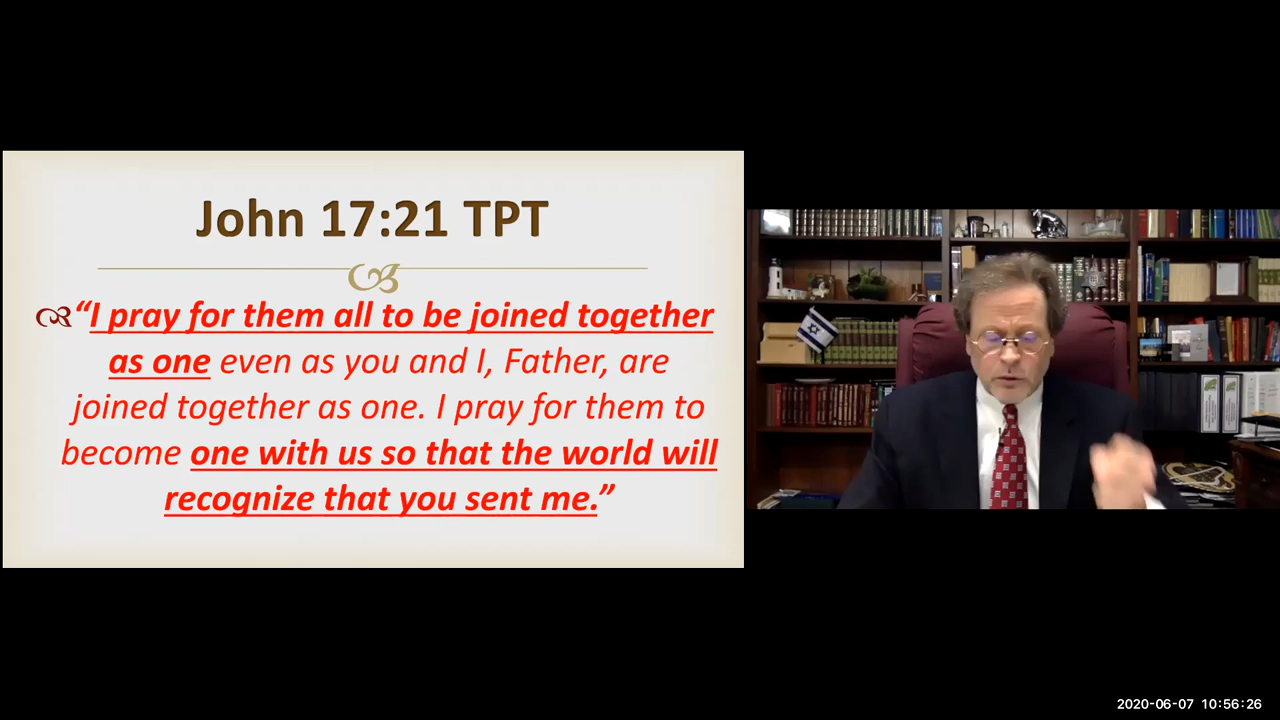 John 17:21 TPT
“I pray for them all to be joined together
as one even as you and I, Father, are
joined together as one. I pray for them to
become one with us so that the world will
recognize that you sent me.”
2020-06-07 10:56:26